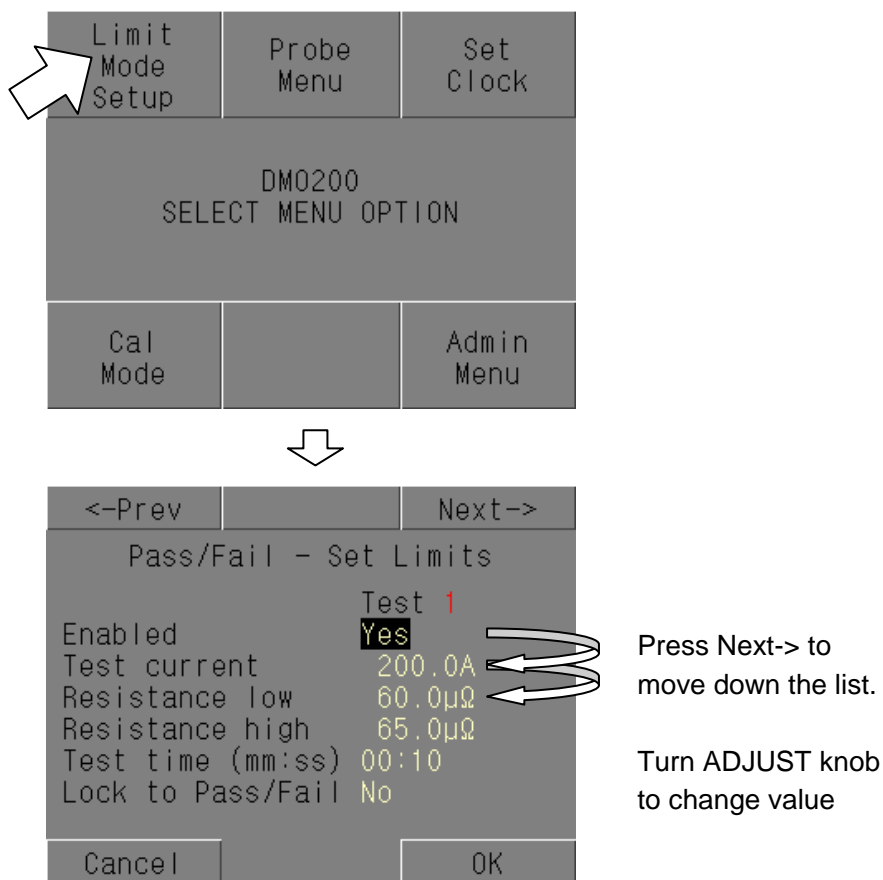 Limit
Mode
Setup
Probe
Menu
Set
Clock
DMO200
SELECT MENU OPTION
Cal
Mode
Admin
Menu
<-Prev
Next->
Pass/Fail - Set Limits
Test 1
Enabled Yes
Test current 200.0A
Resistance low 60.0µΩ
Resistance high 65.0µΩ
Test time (mm:ss) 00:10
Lock to Pass/Fail No
Cancel
OK
Press Next-> to
move down the list.
Turn ADJUST knob
to change value